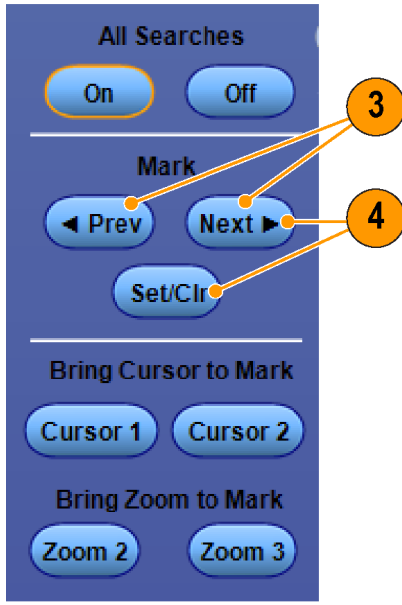 All Searches
On Off
3
Mark
◄ Prev Next ►
4
Set/Clr
Bring Cursor to Mark
Cursor 1 Cursor 2
Bring Zoom to Mark
Zoom 2 Zoom 3